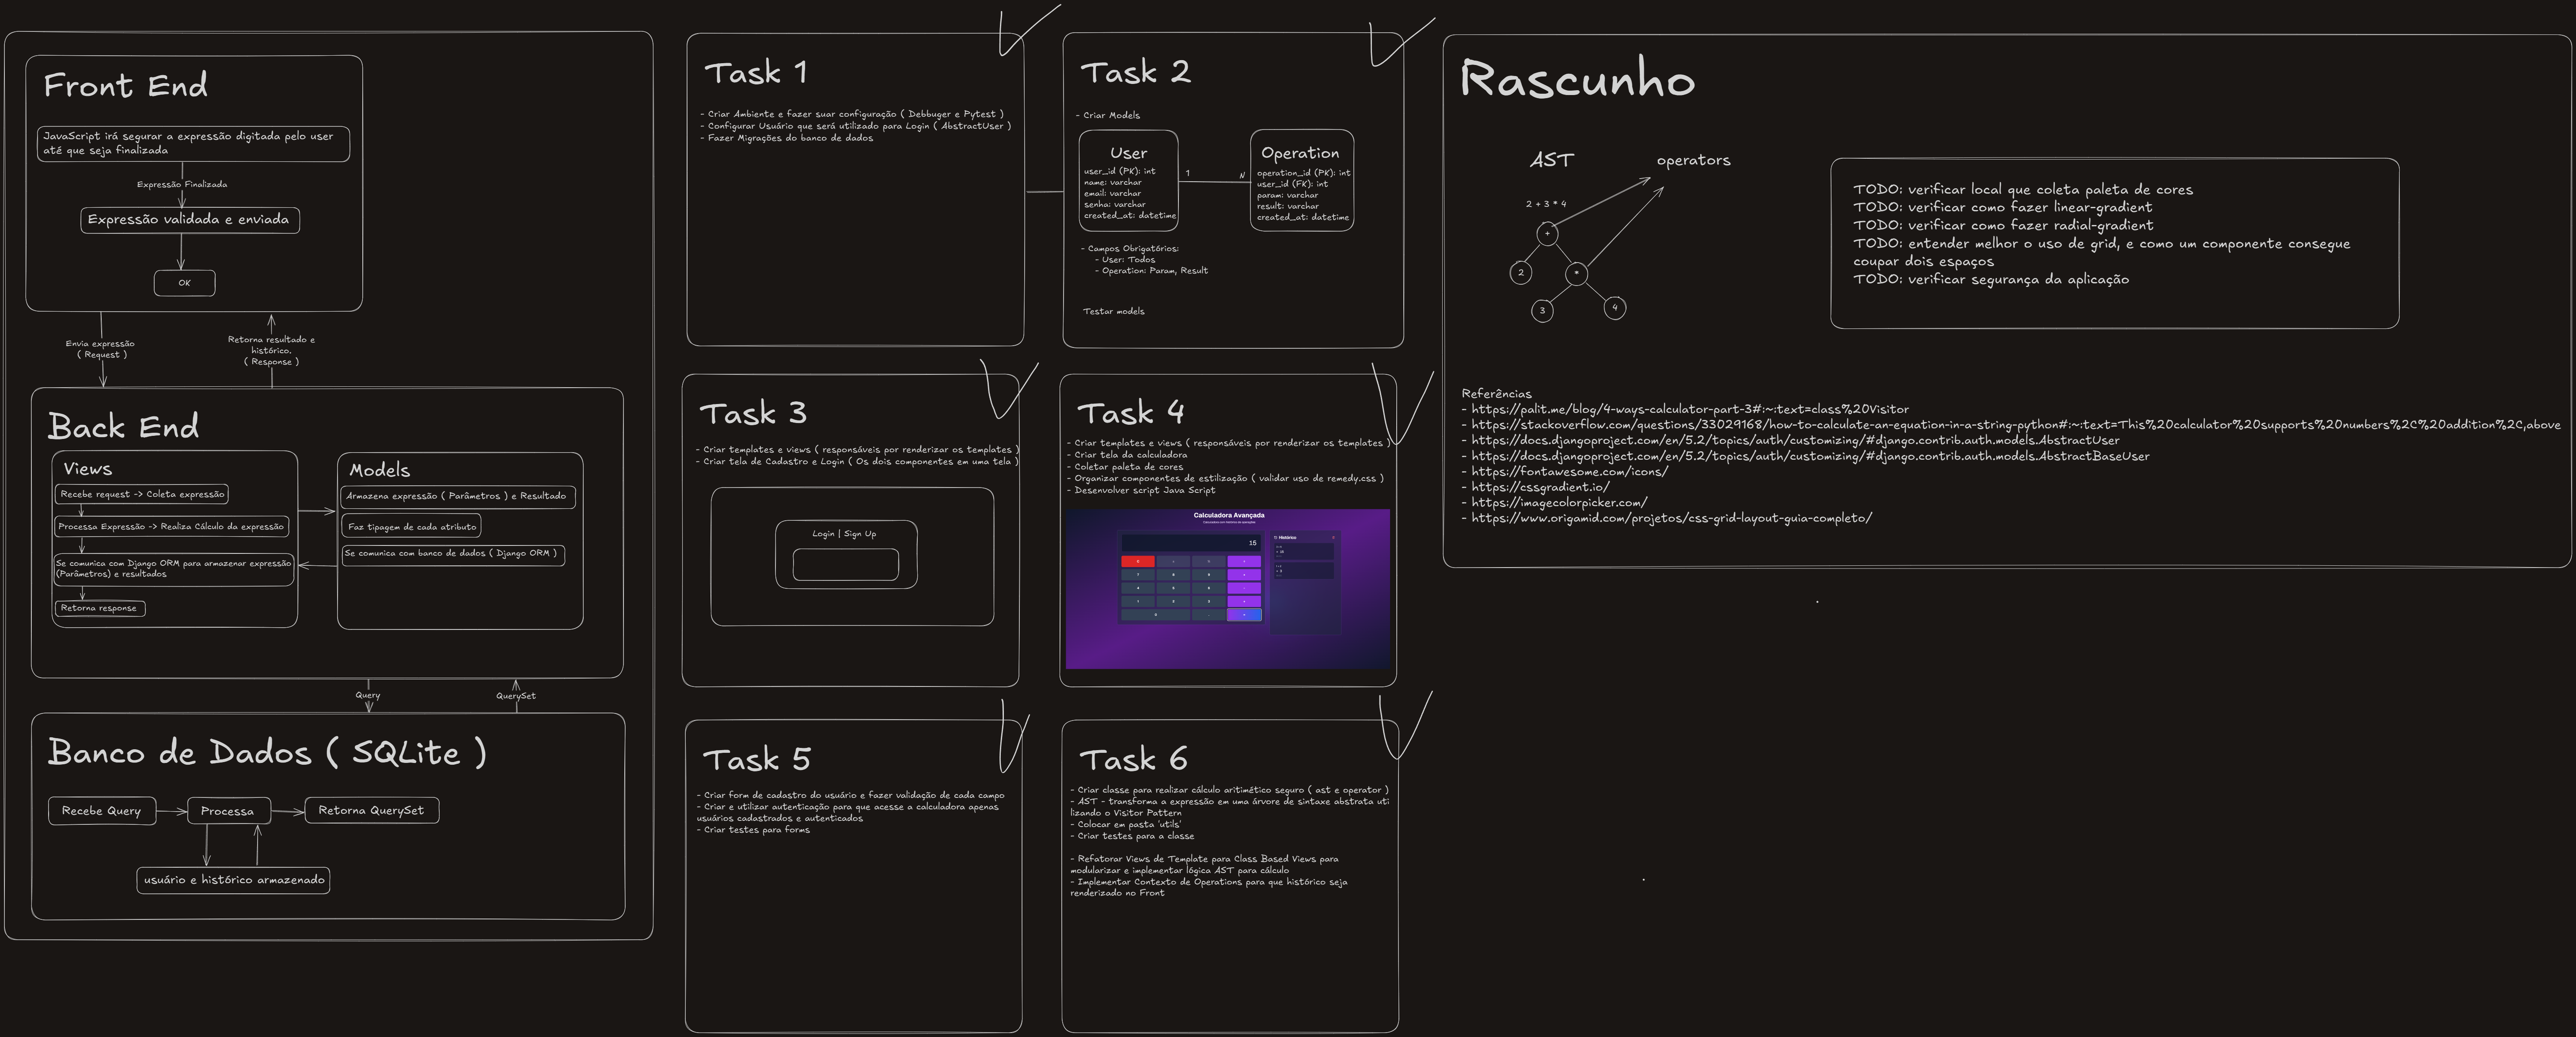 Front End
JavaScript irá segurar a expressão digitada pelo user
até que seja finalizada
Expressão Finalizada
Expressão validada e enviada
OK
Envia expressão
( Request )
Retorna resultado e
histórico.
( Response )
Back End
Views
Recebe request -> Coleta expressão
Processa Expressão -> Realiza Cálculo da expressão
Se comunica com Django ORM para armazenar expressão
(Parâmetros) e resultados
Retorna response
Models
Armazena expressão ( Parâmetros ) e Resultado
Faz tipagem de cada atributo
Se comunica com banco de dados ( Django ORM )
Query
QuerySet
Banco de Dados ( SQLite )
Recebe Query
Processa
Retorna QuerySet
usuário e histórico armazenado
Task 1
- Criar Ambiente e fazer suar configuração ( Debbuger e Pytest )
- Configurar Usuário que será utilizado para Login ( AbstractUser )
- Fazer Migrações do banco de dados
Task 2
- Criar Models
User
user_id (PK): int
name: varchar
email: varchar
senha: varchar
created_at: datetime
1
N
Operation
operation_id (PK): int
user_id (FK): int
param: varchar
result: varchar
created_at: datetime
- Campos Obrigatórios:
- User: Todos
- Operation: Param, Result
Testar models
Task 3
- Criar templates e views ( responsáveis por renderizar os templates )
- Criar tela de Cadastro e Login ( Os dois componentes em uma tela )
Login | Sign Up
Task 4
- Criar templates e views ( responsáveis por renderizar os templates )
- Criar tela da calculadora
- Coletar paleta de cores
- Organizar componentes de estilização ( validar uso de remedy.css )
- Desenvolver script Java Script
Calculadora Avançada
15
Histórico
Task 5
- Criar form de cadastro do usuário e fazer validação de cada campo
- Criar e utilizar autenticação para que acesse a calculadora apenas
usuários cadastrados e autenticados
- Criar testes para forms
Task 6
- Criar classe para realizar cálculo aritimético seguro ( ast e operator )
- AST - transforma a expressão em uma árvore de sintaxe abstrata uti
lizando o Visitor Pattern
- Colocar em pasta 'utils'
- Criar testes para a classe
- Refatorar Views de Template para Class Based Views para
modularizar e implementar lógica AST para cálculo
- Implementar Contexto de Operations para que histórico seja
renderizado no Front
Rascunho
AST
operators
2 + 3 * 4
+
2
*
3
4
TODO: verificar local que coleta paleta de cores
TODO: verificar como fazer linear-gradient
TODO: verificar como fazer radial-gradient
TODO: entender melhor o uso de grid, e como um componente consegue
coupar dois espaços
TODO: verificar segurança da aplicação
Referências
- https://palit.me/blog/4-ways-calculator-part-3#:~:text=class%20Visitor
- https://stackoverflow.com/questions/33029168/how-to-calculate-an-equation-in-a-string-python#:~:text=This%20calculator%20supports%20numbers%2C%20addition%2C,above
- https://docs.djangoproject.com/en/5.2/topics/auth/customizing/#django.contrib.auth.models.AbstractUser
- https://docs.djangoproject.com/en/5.2/topics/auth/customizing/#django.contrib.auth.models.AbstractBaseUser
- https://fontawesome.com/icons/
- https://cssgradient.io/
- https://imagecolorpicker.com/
- https://www.origamid.com/projetos/css-grid-layout-guia-completo/